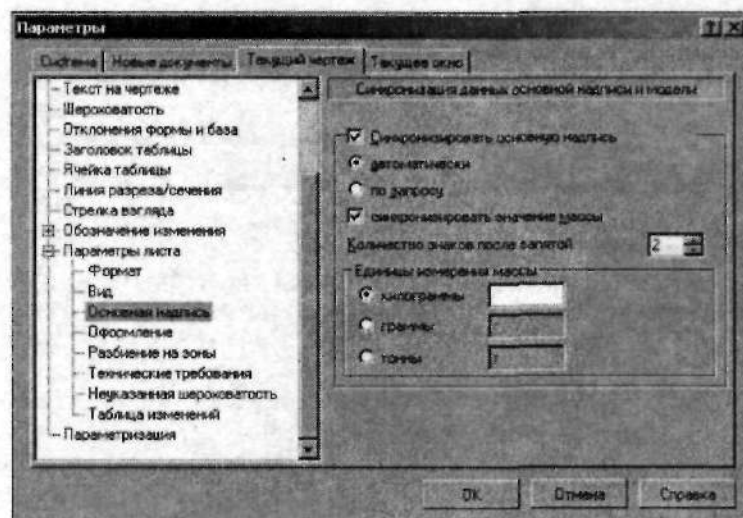 Параметры
Система Новые документы Текущий чертеж Текущее окно
Текст на чертеже
Шероховатость
Отклонения формы и база
Заголовок таблицы
Ячейка таблицы
Линия разреза/сечения
Стрелка взгляда
Обозначение изменения
Параметры листа
Формат
Вид
Основная надпись
Оформление
Разбиение на зоны
Технические требования
Неуказанная шероховатость
Таблица изменений
Параметризация
Синхронизация данных основной надписи и модели
Синхронизировать основную надпись
автоматически
по запросу
синхронизировать значение массы
Количество знаков после запятой 2
Единицы измерения массы
килограммы
граммы
тонны т
OK Отмена Справка